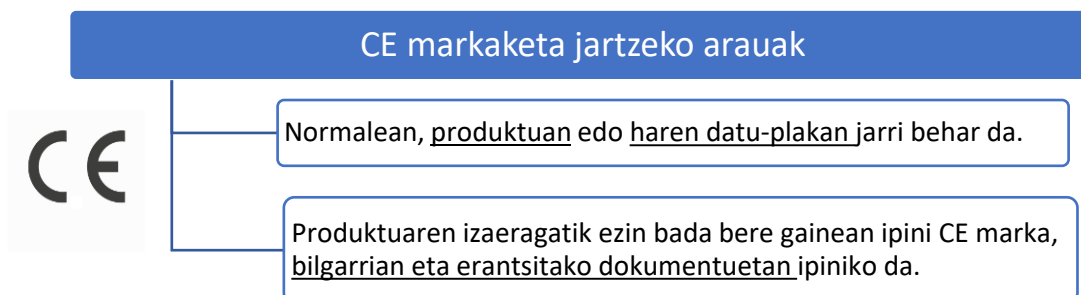 CE markaketa jartzeko arauak
CE
Normalean, produktuan edo haren datu-plakan jarri behar da.
Produktuaren izaeragatik ezin bada bere gainean ipini CE marka,
bilgarrian eta erantsitako dokumentuetan ipiniko da.